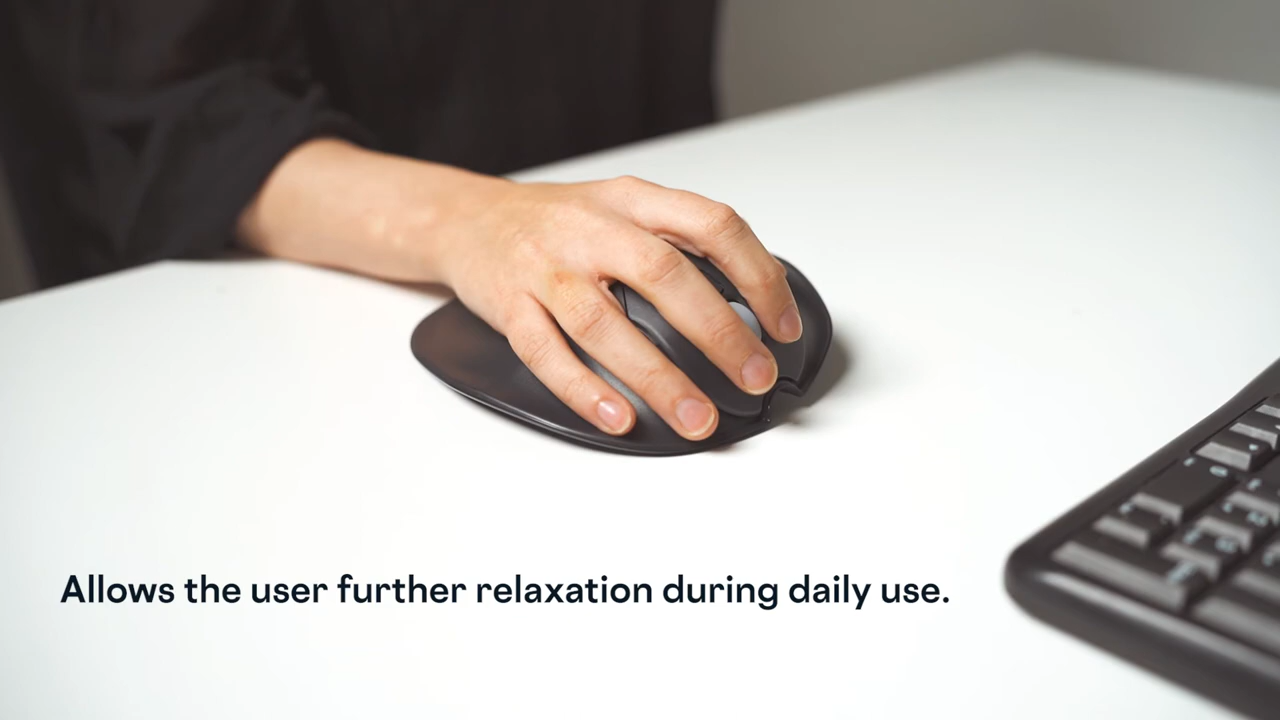 Allows the user further relaxation during daily use.